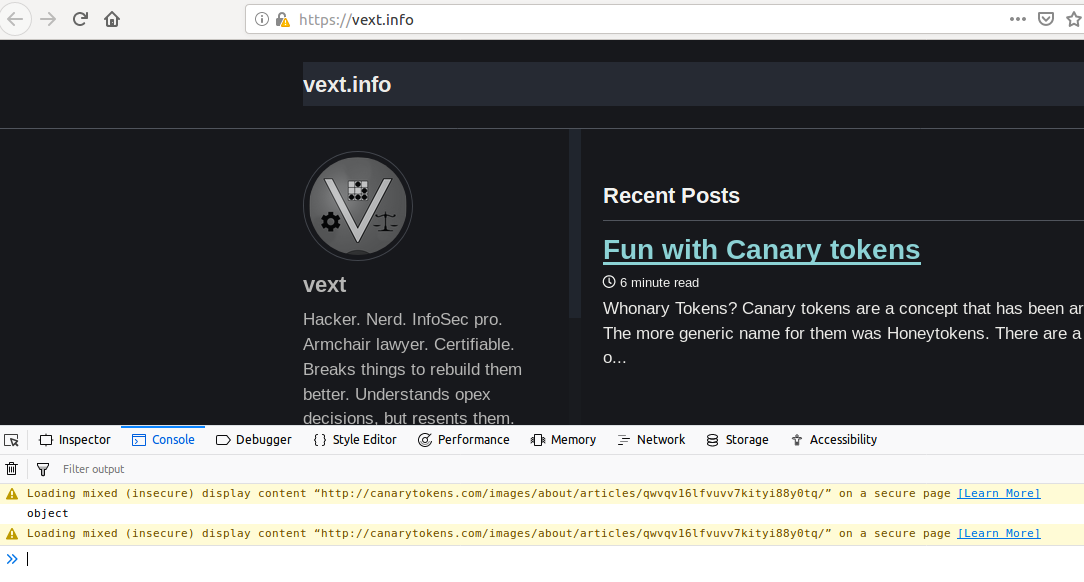 https://vext.info
vext.info
Recent Posts
Fun with Canary tokens
6 minute read
Whonary Tokens? Canary tokens are a concept that has been ar
The more generic name for them was Honeytokens. There are a
o...
vext
Hacker. Nerd. InfoSec pro.
Armchair lawyer. Certifiable.
Breaks things to rebuild them
better. Understands opex
decisions, but resents them.
Inspector Console Debugger Style Editor Performance Memory Network Storage Accessibility
Filter output
Loading mixed (insecure) display content “http://canarytokens.com/images/about/articles/qwvqv16lfvuvv7kityi88y0tq/” on a secure page [Learn More]
object
Loading mixed (insecure) display content “http://canarytokens.com/images/about/articles/qwvqv16lfvuvv7kityi88y0tq/” on a secure page [Learn More]